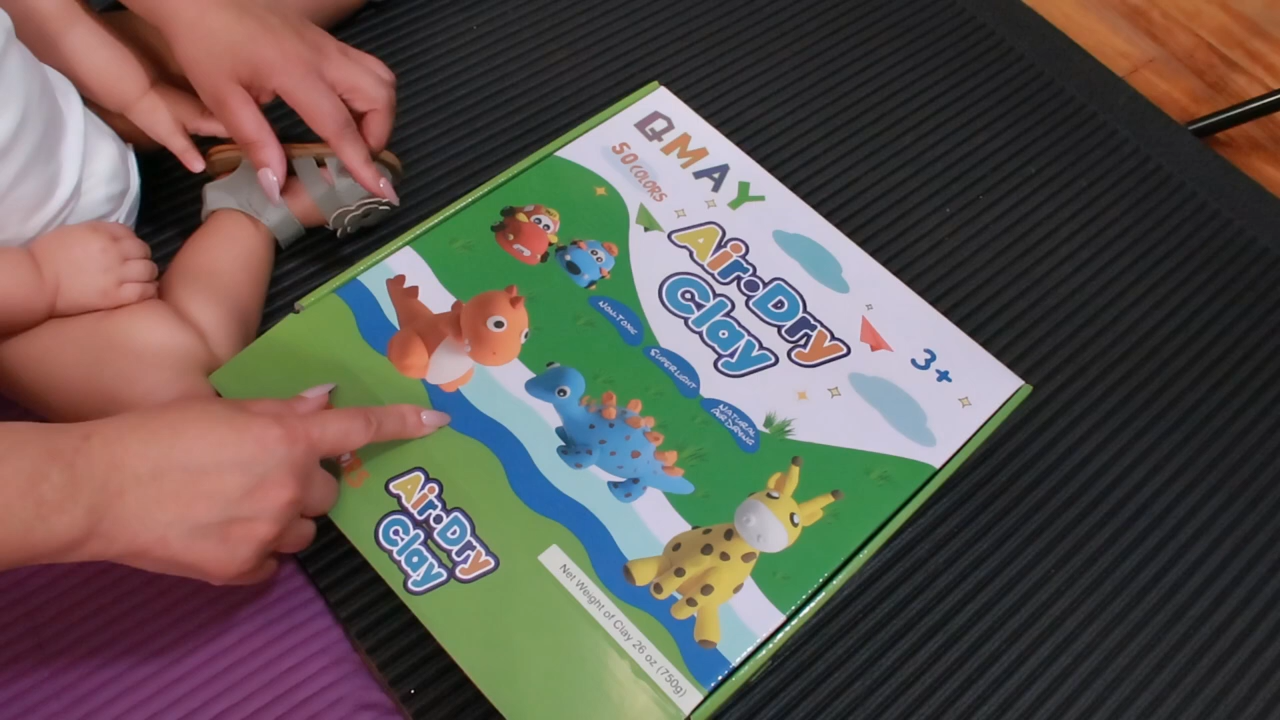 QMAY
50 COLORS
Air•Dry
Clay
3+
NON-TOXIC
SUPER LIGHT
NATURAL
AIR DRYING
Air•Dry
Clay
Net Weight of Clay 26 oz (750g)